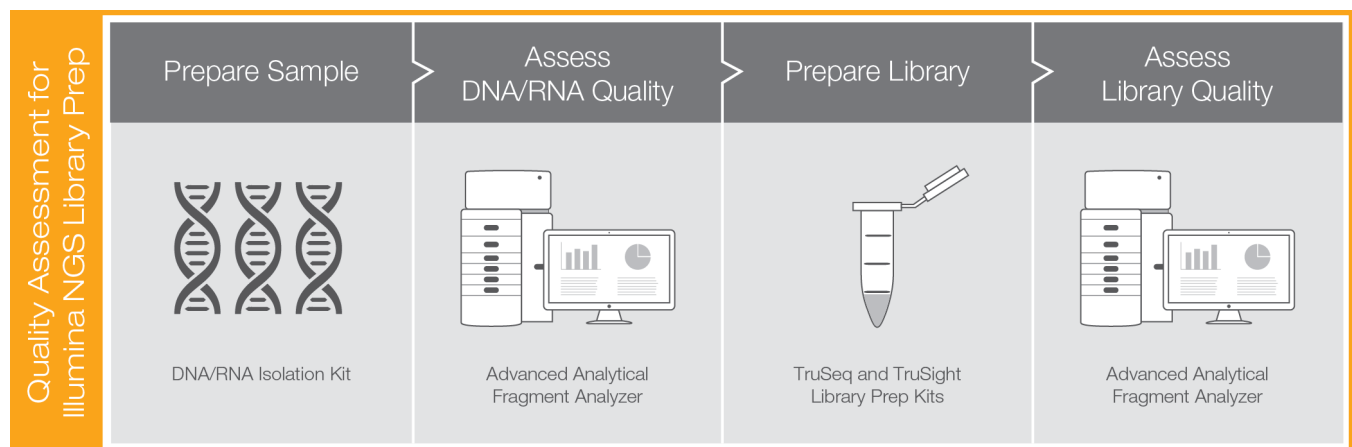 Quality Assessment for
Illumina NGS Library Prep
Prepare Sample
Assess
DNA/RNA Quality
Prepare Library
Assess
Library Quality
DNA/RNA Isolation Kit
Advanced Analytical
Fragment Analyzer
TruSeq and TruSight
Library Prep Kits
Advanced Analytical
Fragment Analyzer